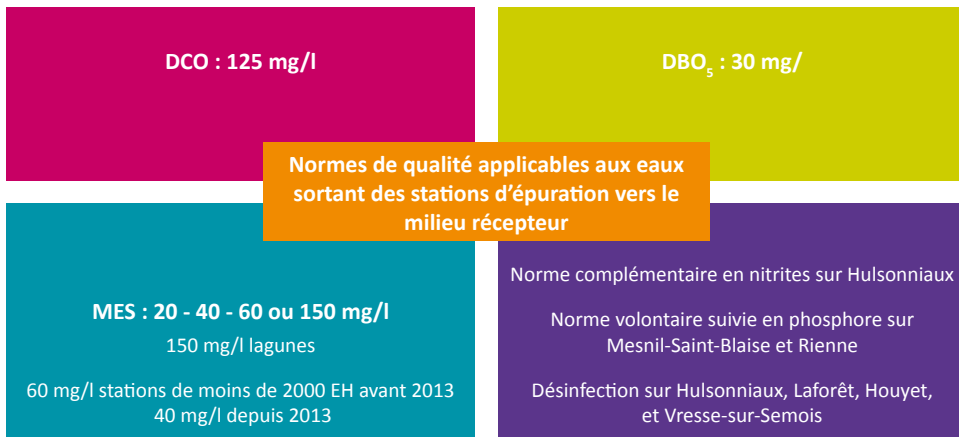 DCO : 125 mg/l
DBO₅ : 30 mg/
Normes de qualité applicables aux eaux
sortant des stations d'épuration vers le
milieu récepteur
MES : 20 - 40 - 60 ou 150 mg/l
150 mg/l lagunes
60 mg/l stations de moins de 2000 EH avant 2013
40 mg/l depuis 2013
Norme complémentaire en nitrites sur Hulsonniaux
Norme volontaire suivie en phosphore sur
Mesnil-Saint-Blaise et Rienne
Désinfection sur Hulsonniaux, Laforêt, Houyet,
et Vresse-sur-Semois